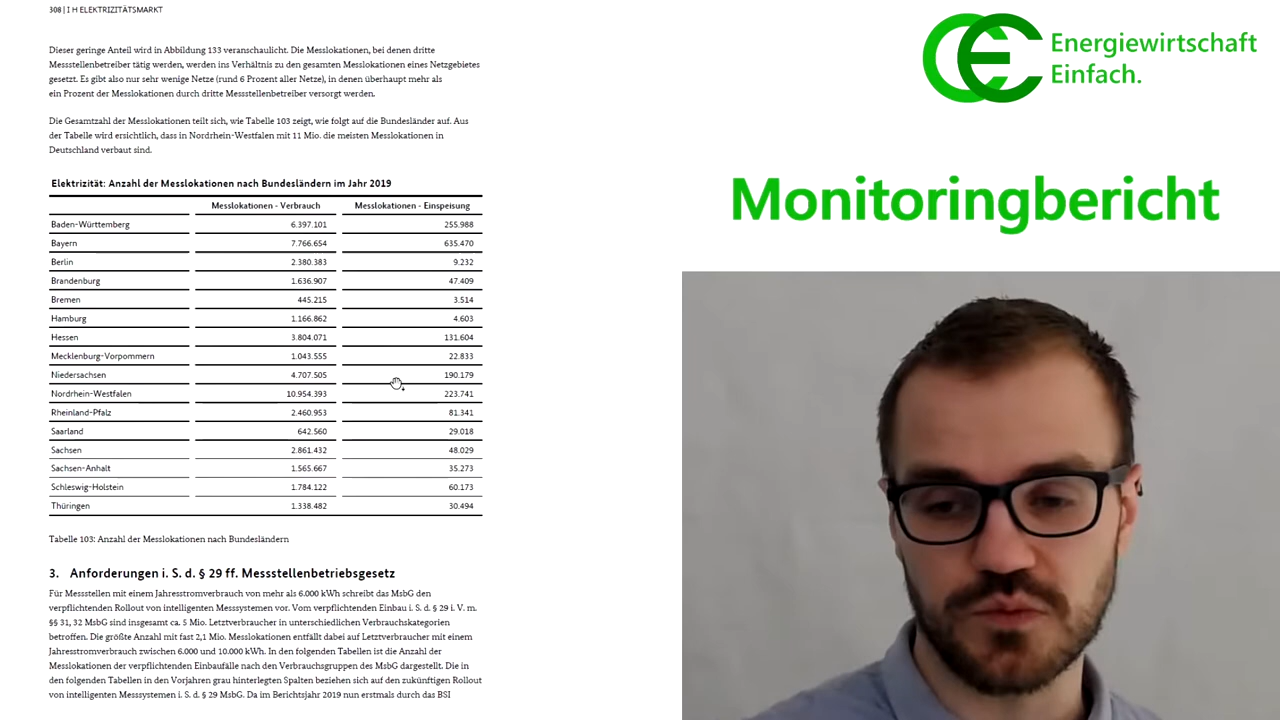 308 | I H ELEKTRIZITÄTSMARKT
Dieser geringe Anteil wird in Abbildung 133 veranschaulicht. Die Messlokationen, bei denen dritte
Messstellenbetreiber tätig werden, werden ins Verhältnis zu den gesamten Messlokationen eines Netzgebietes
gesetzt. Es gibt also nur sehr wenige Netze (rund 6 Prozent aller Netze), in denen überhaupt mehr als
ein Prozent der Messlokationen durch dritte Messstellenbetreiber versorgt werden.
Die Gesamtzahl der Messlokationen teilt sich, wie Tabelle 103 zeigt, wie folgt auf die Bundesländer auf. Aus
der Tabelle wird ersichtlich, dass in Nordrhein-Westfalen mit 11 Mio. die meisten Messlokationen in
Deutschland verbaut sind.
Elektrizität: Anzahl der Messlokationen nach Bundesländern im Jahr 2019
Messlokationen - Verbrauch Messlokationen - Einspeisung
Baden-Württemberg 6.397.101 255.988
Bayern 7.766.654 635.470
Berlin 2.380.383 9.232
Brandenburg 1.636.907 47.409
Bremen 445.215 3.514
Hamburg 1.166.862 4.603
Hessen 3.804.071 131.604
Mecklenburg-Vorpommern 1.043.555 22.833
Niedersachsen 4.707.505 190.179
Nordrhein-Westfalen 10.954.393 223.741
Rheinland-Pfalz 2.460.953 81.341
Saarland 642.560 29.018
Sachsen 2.861.432 48.029
Sachsen-Anhalt 1.565.667 35.273
Schleswig-Holstein 1.784.122 60.173
Thüringen 1.338.482 30.494
Tabelle 103: Anzahl der Messlokationen nach Bundesländern
3. Anforderungen i. S. d. § 29 ff. Messstellenbetriebsgesetz
Für Messstellen mit einem Jahresstromverbrauch von mehr als 6.000 kWh schreibt das MsbG den
verpflichtenden Rollout von intelligenten Messsystemen vor. Vom verpflichtenden Einbau i. S. d. § 29 i. V. m.
§§ 31, 32 MsbG sind insgesamt ca. 5 Mio. Letztverbraucher in unterschiedlichen Verbrauchskategorien
betroffen. Die größte Anzahl mit fast 2,1 Mio. Messlokationen entfällt dabei auf Letztverbraucher mit einem
Jahresstromverbrauch zwischen 6.000 und 10.000 kWh. In den folgenden Tabellen ist die Anzahl der
Messlokationen der verpflichtenden Einbaufälle nach den Verbrauchsgruppen des MsbG dargestellt. Die in
den folgenden Tabellen in den Vorjahren grau hinterlegten Spalten beziehen sich auf den zukünftigen Rollout
von intelligenten Messsystemen i. S. d. § 29 MsbG. Da im Berichtsjahr 2019 nun erstmals durch das BSI
Energiewirtschaft
Einfach.
Monitoringbericht